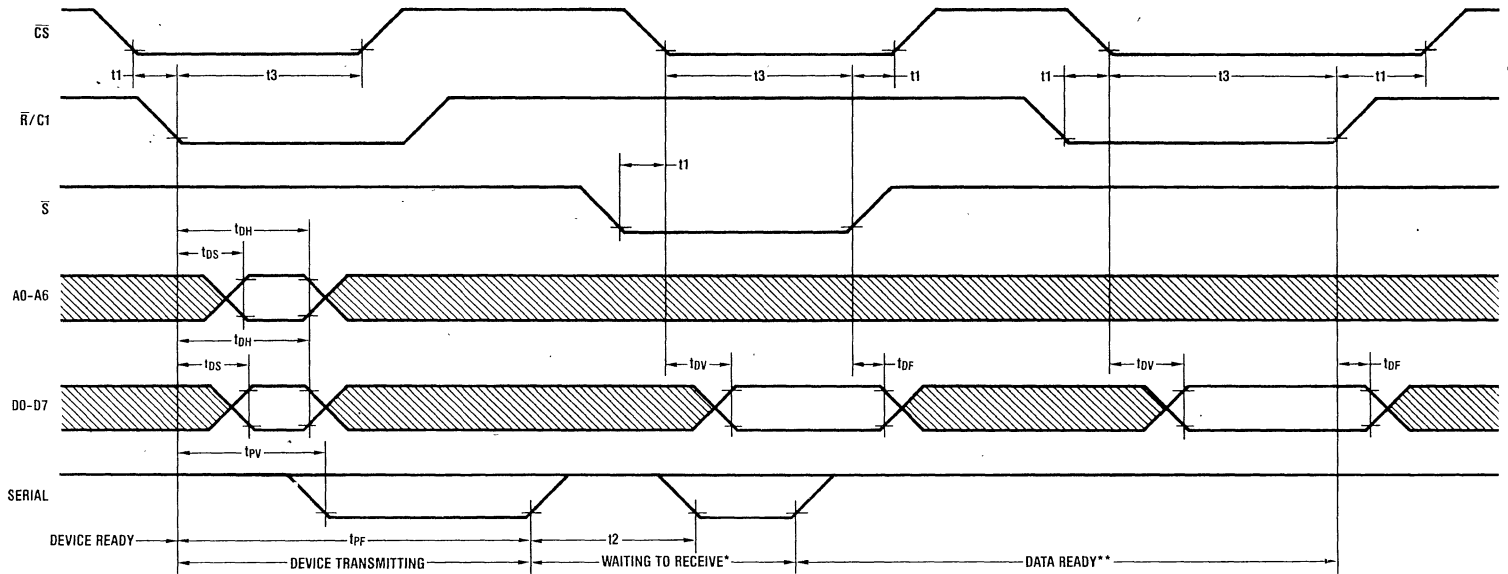 C̅S̅
t1 t3 t3 t1 t1 t3 t1
R̅/C1
t1
S̅
tDH
tDS
A0-A6
tDH
tDS tDV tDF tDV tDF
D0-D7
tPV
SERIAL
DEVICE READY tPF t2
DEVICE TRANSMITTING WAITING TO RECEIVE* DATA READY**